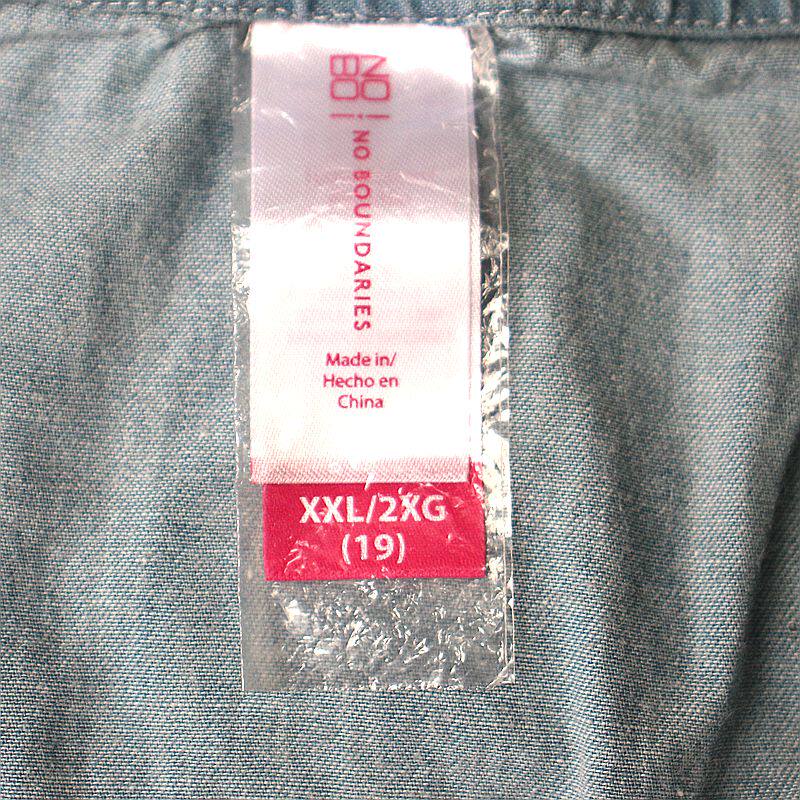 NO!
BO!
NO BOUNDARIES
Made in/
Hecho en
China
XXL/2XG
(19)